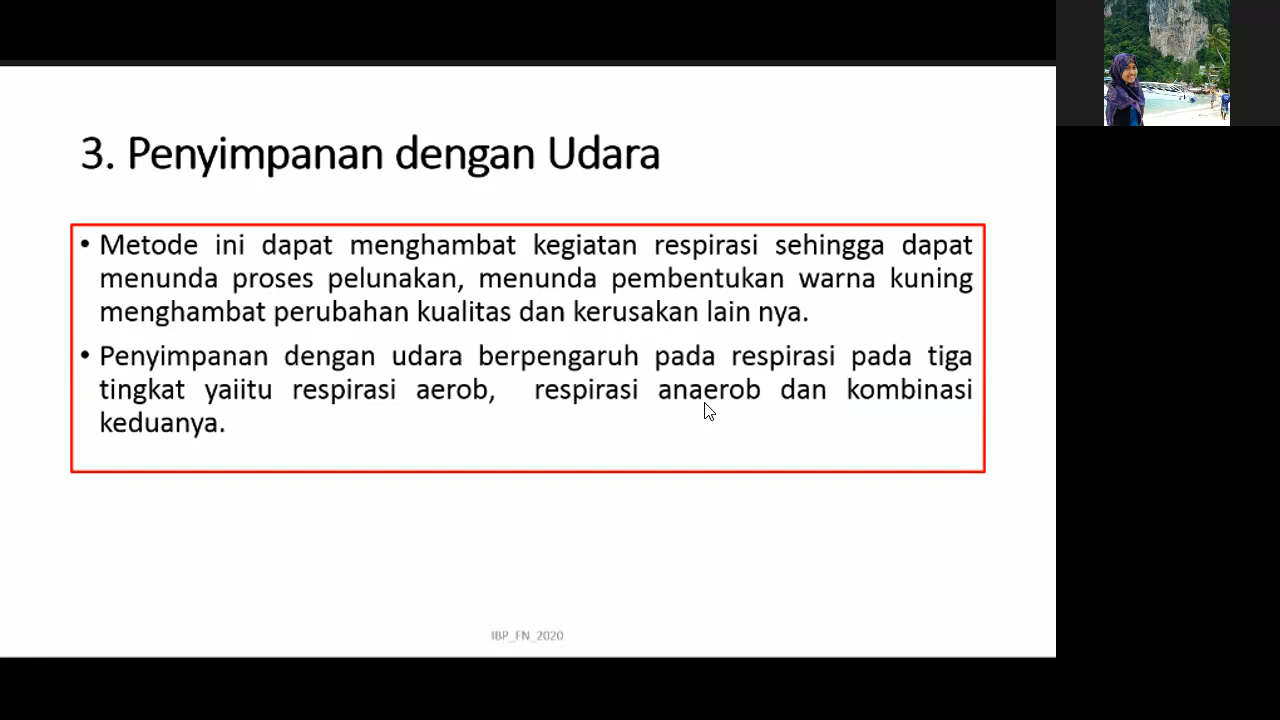 3. Penyimpanan dengan Udara
• Metode ini dapat menghambat kegiatan respirasi sehingga dapat
menunda proses pelunakan, menunda pembentukan warna kuning
menghambat perubahan kualitas dan kerusakan lain nya.
• Penyimpanan dengan udara berpengaruh pada respirasi pada tiga
tingkat yaiitu respirasi aerob, respirasi anaerob dan kombinasi
keduanya.
IBP_FN_2020